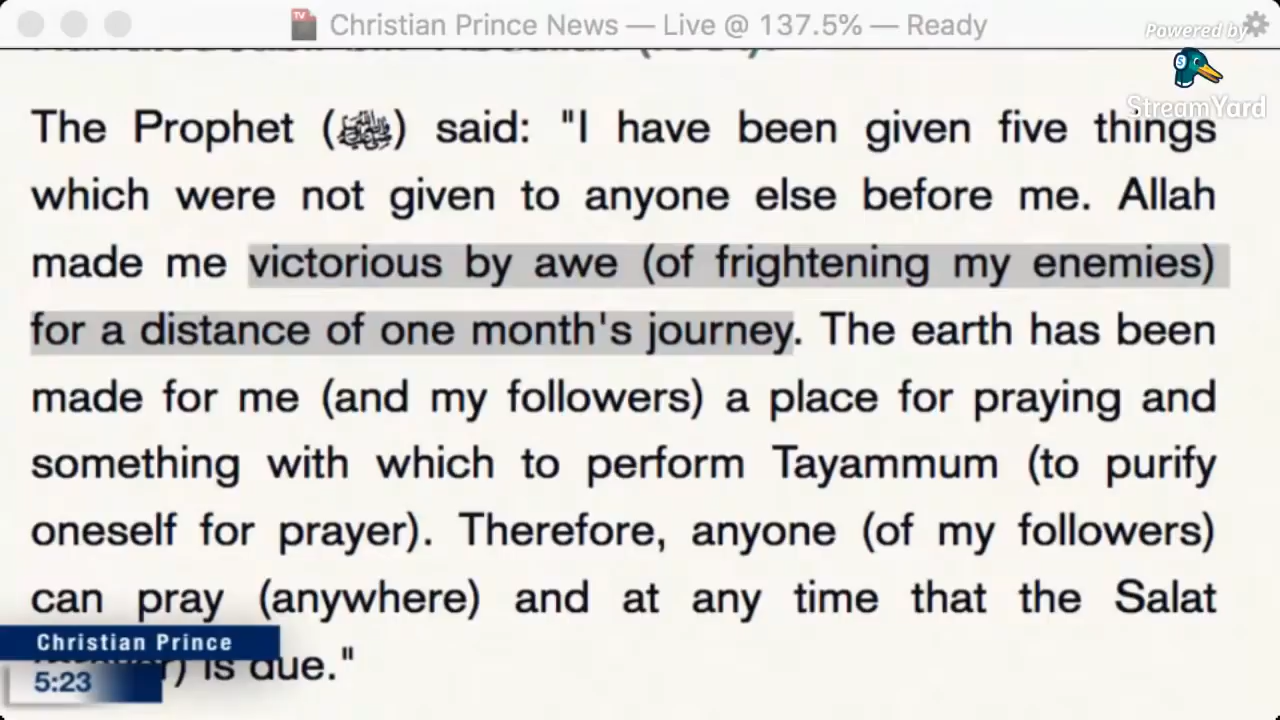 Christian Prince News — Live @ 137.5% — Ready
Powered by
StreamYard
The Prophet (ﷺ) said: "I have been given five things
which were not given to anyone else before me. Allah
made me victorious by awe (of frightening my enemies)
for a distance of one month's journey. The earth has been
made for me (and my followers) a place for praying and
something with which to perform Tayammum (to purify
oneself for prayer). Therefore, anyone (of my followers)
can pray (anywhere) and at any time that the Salat
is due."
Christian Prince
5:23